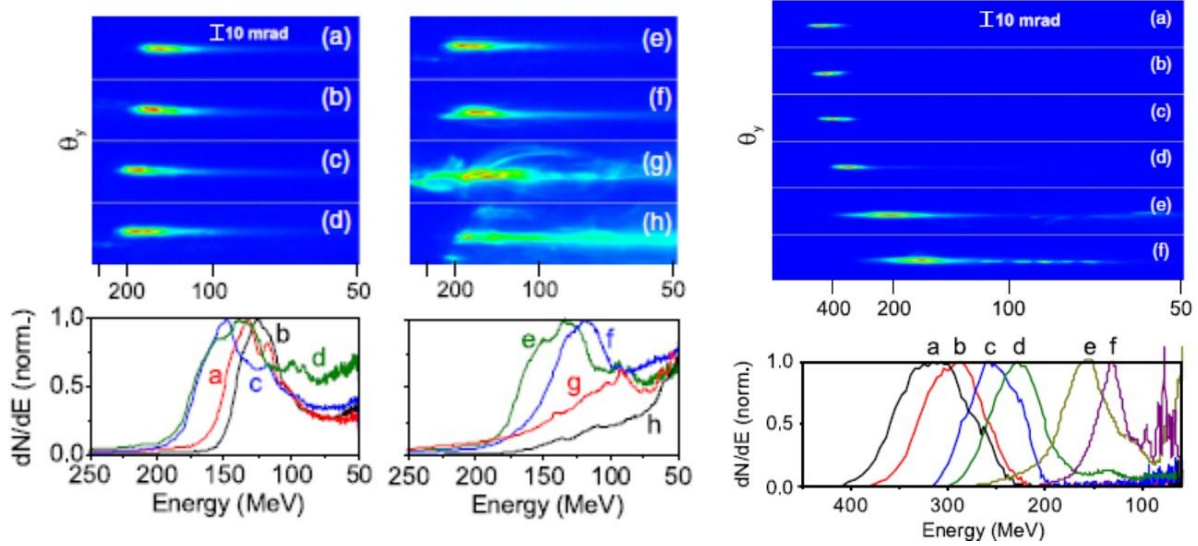 10 mrad
(a)
(b)
(c)
(d)
θy
200 100 50
(e)
(f)
(g)
(h)
200 100 50
10 mrad
(a)
(b)
(c)
(d)
(e)
(f)
θy
400 200 100 50
dN/dE (norm.)
1.0
0.5
0.0
a
b
c
d
250 200 150 100 50
Energy (MeV)
e
f
g
h
250 200 150 100 50
Energy (MeV)
dN/dE (norm.)
1.0
0.5
0.0
a b c d e f
400 300 200 100
Energy (MeV)